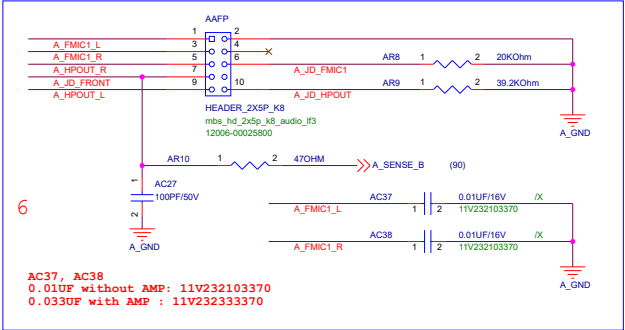 AAFP
1 2
A_FMIC1_L 3 4
A_FMIC1_R 5 6 A_JD_FMIC1 AR8 1 2 20KOhm
A_HPOUT_R 7
A_JD_FRONT 9 10 A_JD_HPOUT AR9 1 2 39.2KOhm
A_HPOUT_L
HEADER_2X5P_K8
mbs_hd_2x5p_k8_audio_lf3
12006-00025800
A_GND
AR10 1 2 47OHM A_SENSE_B (90)
1 AC27
100PF/50V
2
A_GND
6
A_FMIC1_L AC37 1 2 0.01UF/16V /X
11V232103370
A_FMIC1_R AC38 1 2 0.01UF/16V /X
11V232103370
A_GND
AC37, AC38
0.01UF without AMP: 11V232103370
0.033UF with AMP : 11V232333370